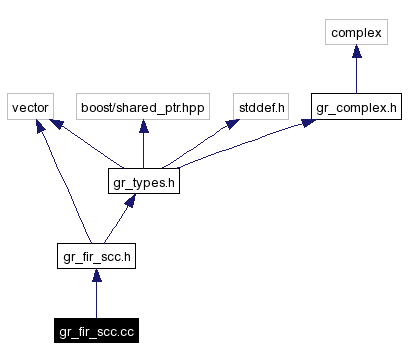 complex
vector
boost/shared_ptr.hpp
stddef.h
gr_complex.h
gr_types.h
gr_fir_scc.h
gr_fir_scc.cc